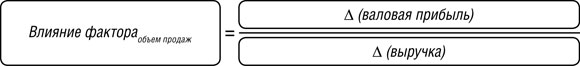 Влияние фактора объем продаж = Δ (валовая прибыль)
Δ (выручка)